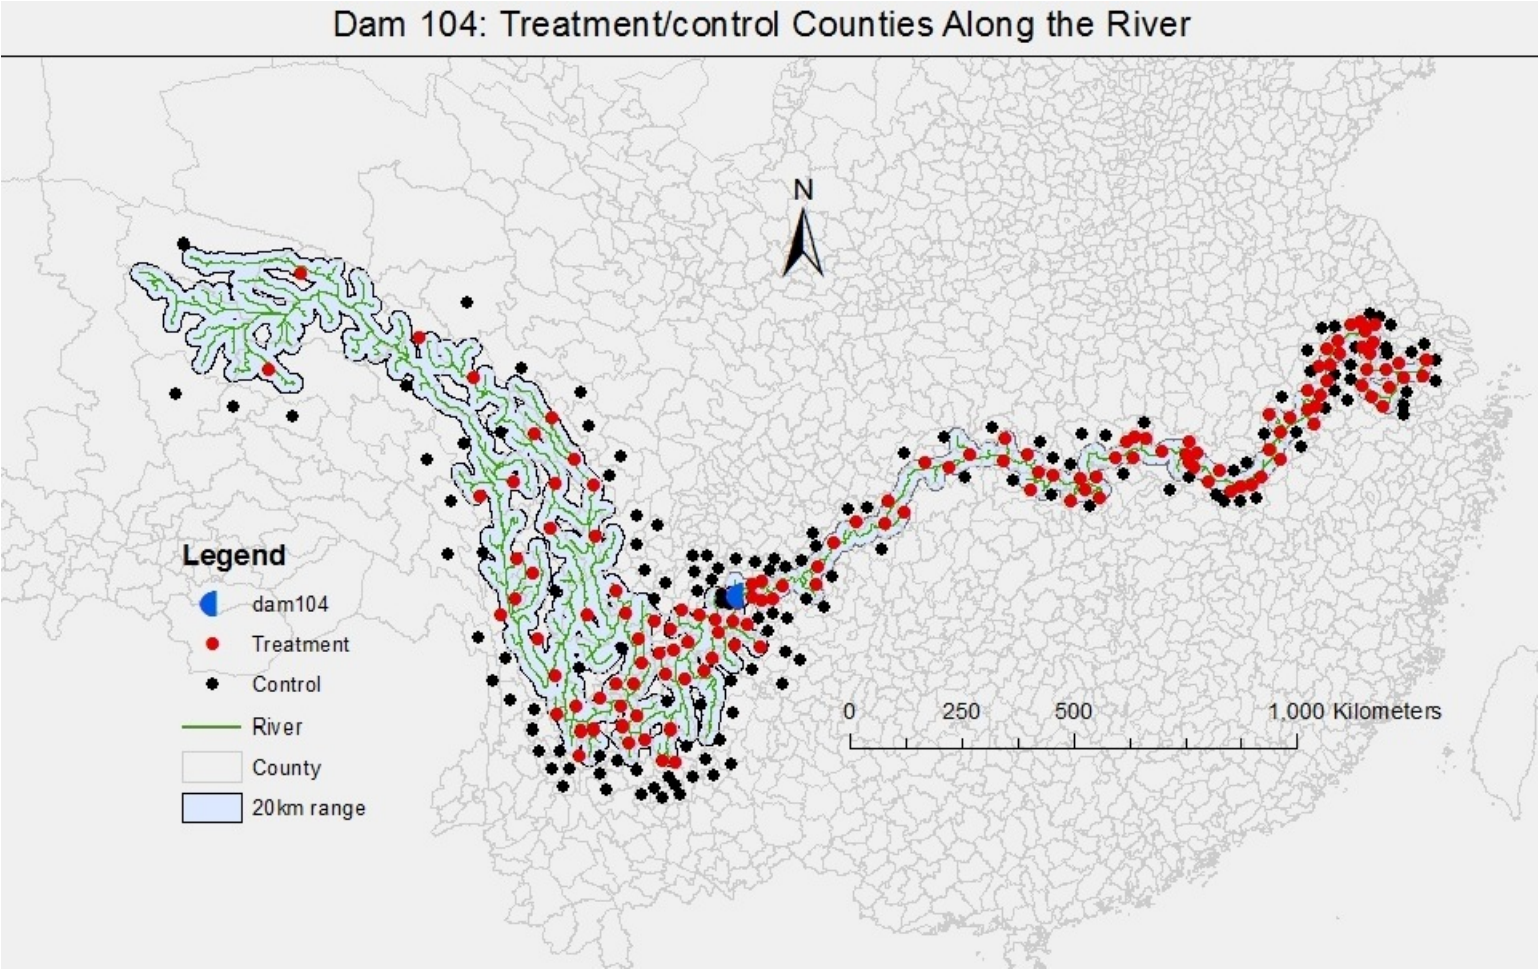 Dam 104: Treatment/control Counties Along the River
N
Legend
dam104
Treatment
Control
River
County
20km range
0 250 500 1,000 Kilometers